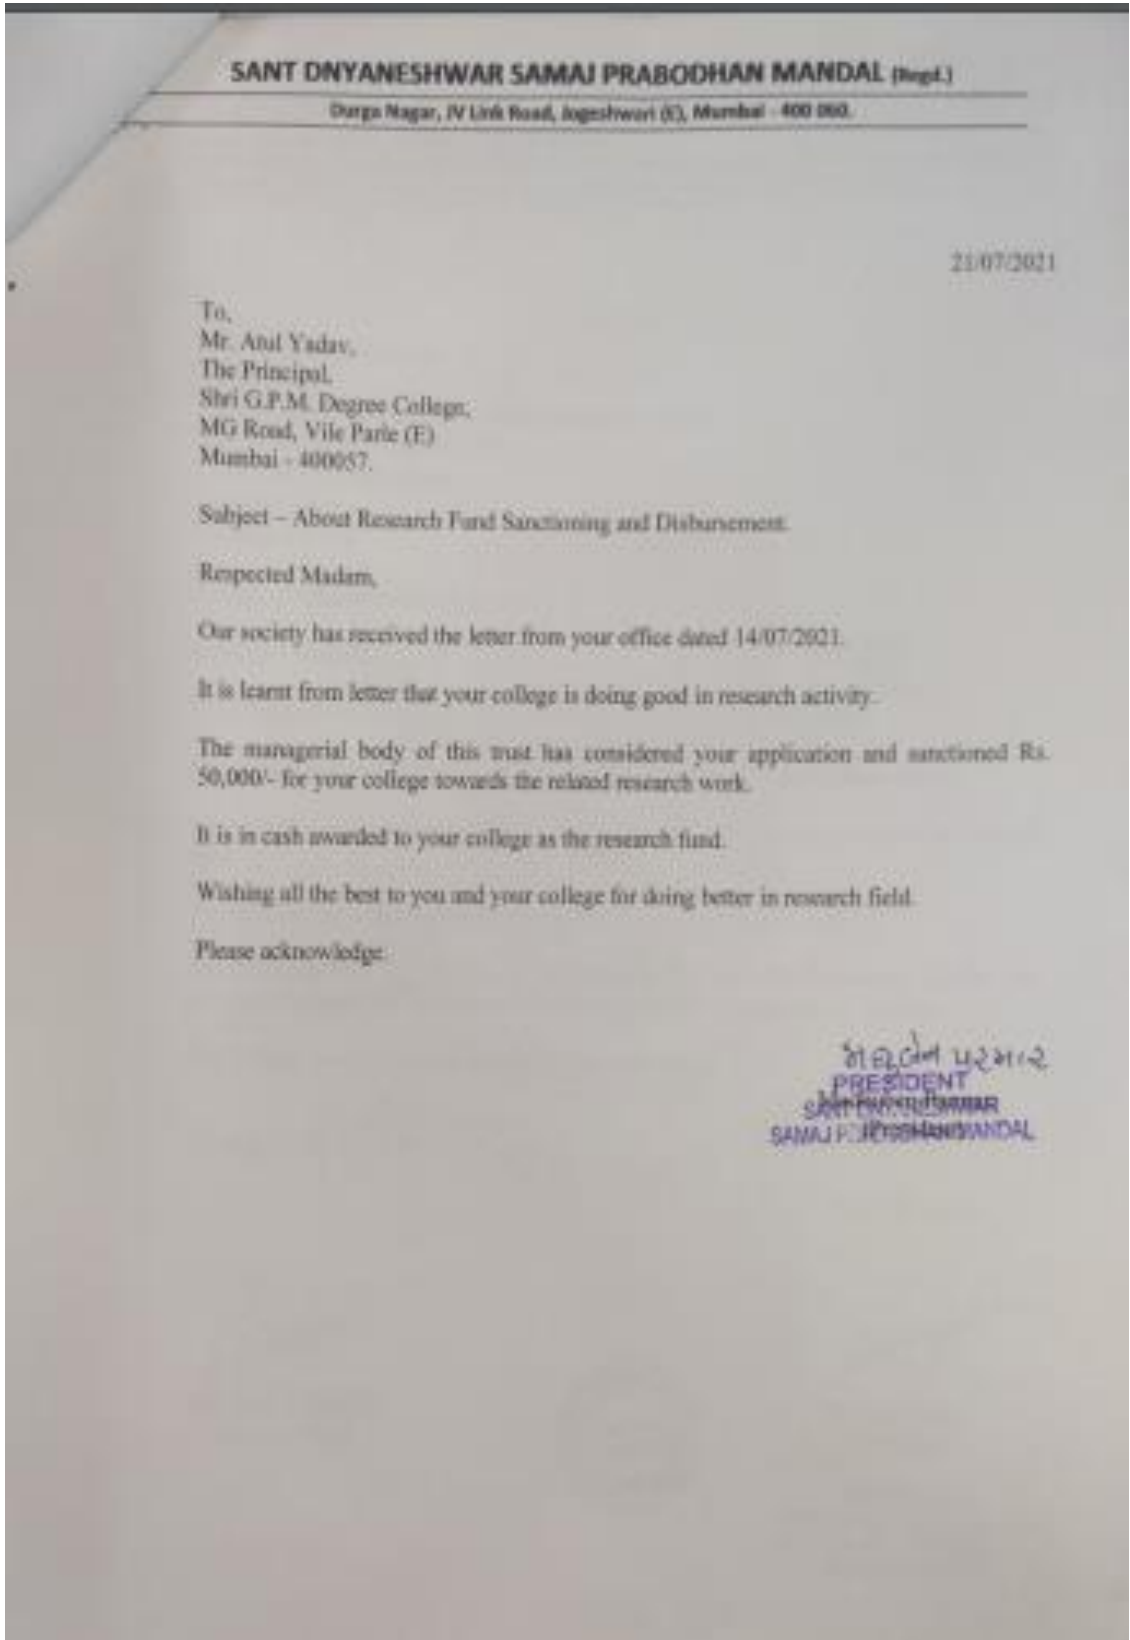 SANT DNYANESHWAR SAMAJ PRABODHAN MANDAL (Regd.)
Durga Nagar, JV Link Road, Jogeshwari (E), Mumbai - 400 060.
21/07/2021
To,
Mr. Atul Yadav,
The Principal,
Shri G.P.M. Degree College,
MG Road, Vile Parle (E)
Mumbai - 400057.
Subject – About Research Fund Sanctioning and Disbursement.
Respected Madam,
Our society has received the letter from your office dated 14/07/2021.
It is learnt from letter that your college is doing good in research activity.
The managerial body of this trust has considered your application and sanctioned Rs.
50,000/- for your college towards the related research work.
It is in cash awarded to your college as the research fund.
Wishing all the best to you and your college for doing better in research field.
Please acknowledge.
પરમાર
PRESIDENT
SANT DNYANESHWAR
SAMAJ PRABODHAN MANDAL